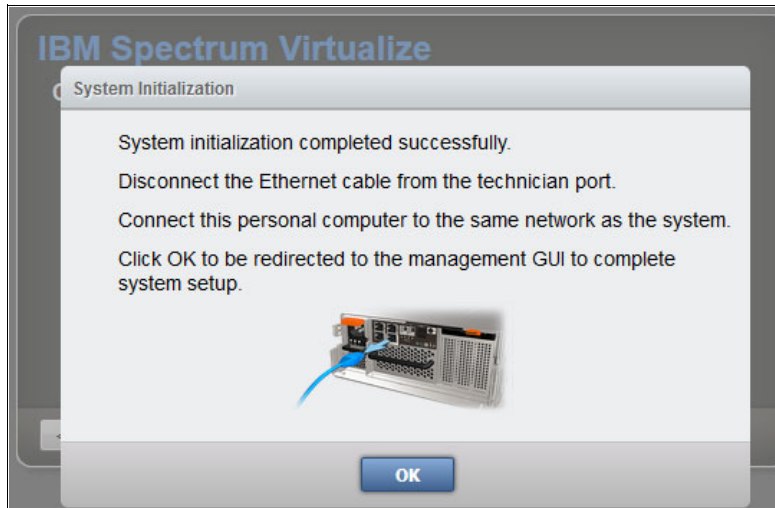 IBM Spectrum Virtualize
System Initialization
System initialization completed successfully.
Disconnect the Ethernet cable from the technician port.
Connect this personal computer to the same network as the system.
Click OK to be redirected to the management GUI to complete
system setup.
OK